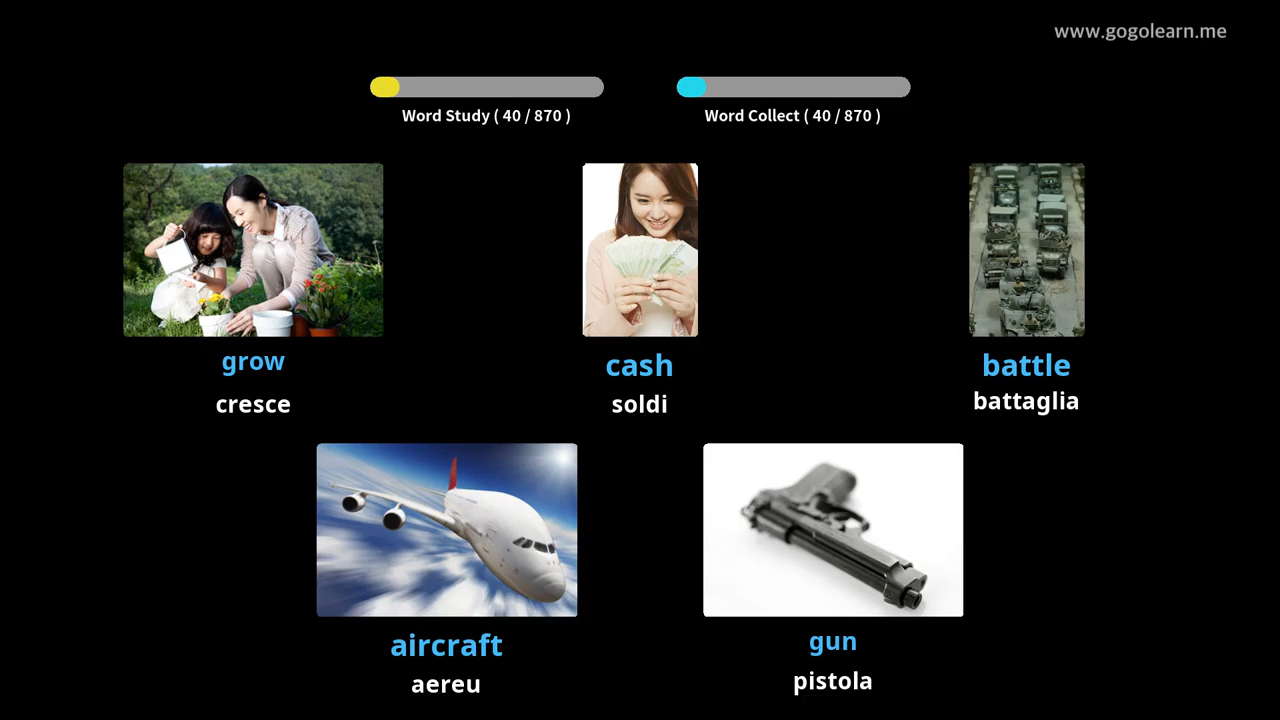 www.gogolearn.me
Word Study ( 40 / 870 )
Word Collect ( 40 / 870 )
grow
cresce
cash
soldi
battle
battaglia
aircraft
aereu
gun
pistola